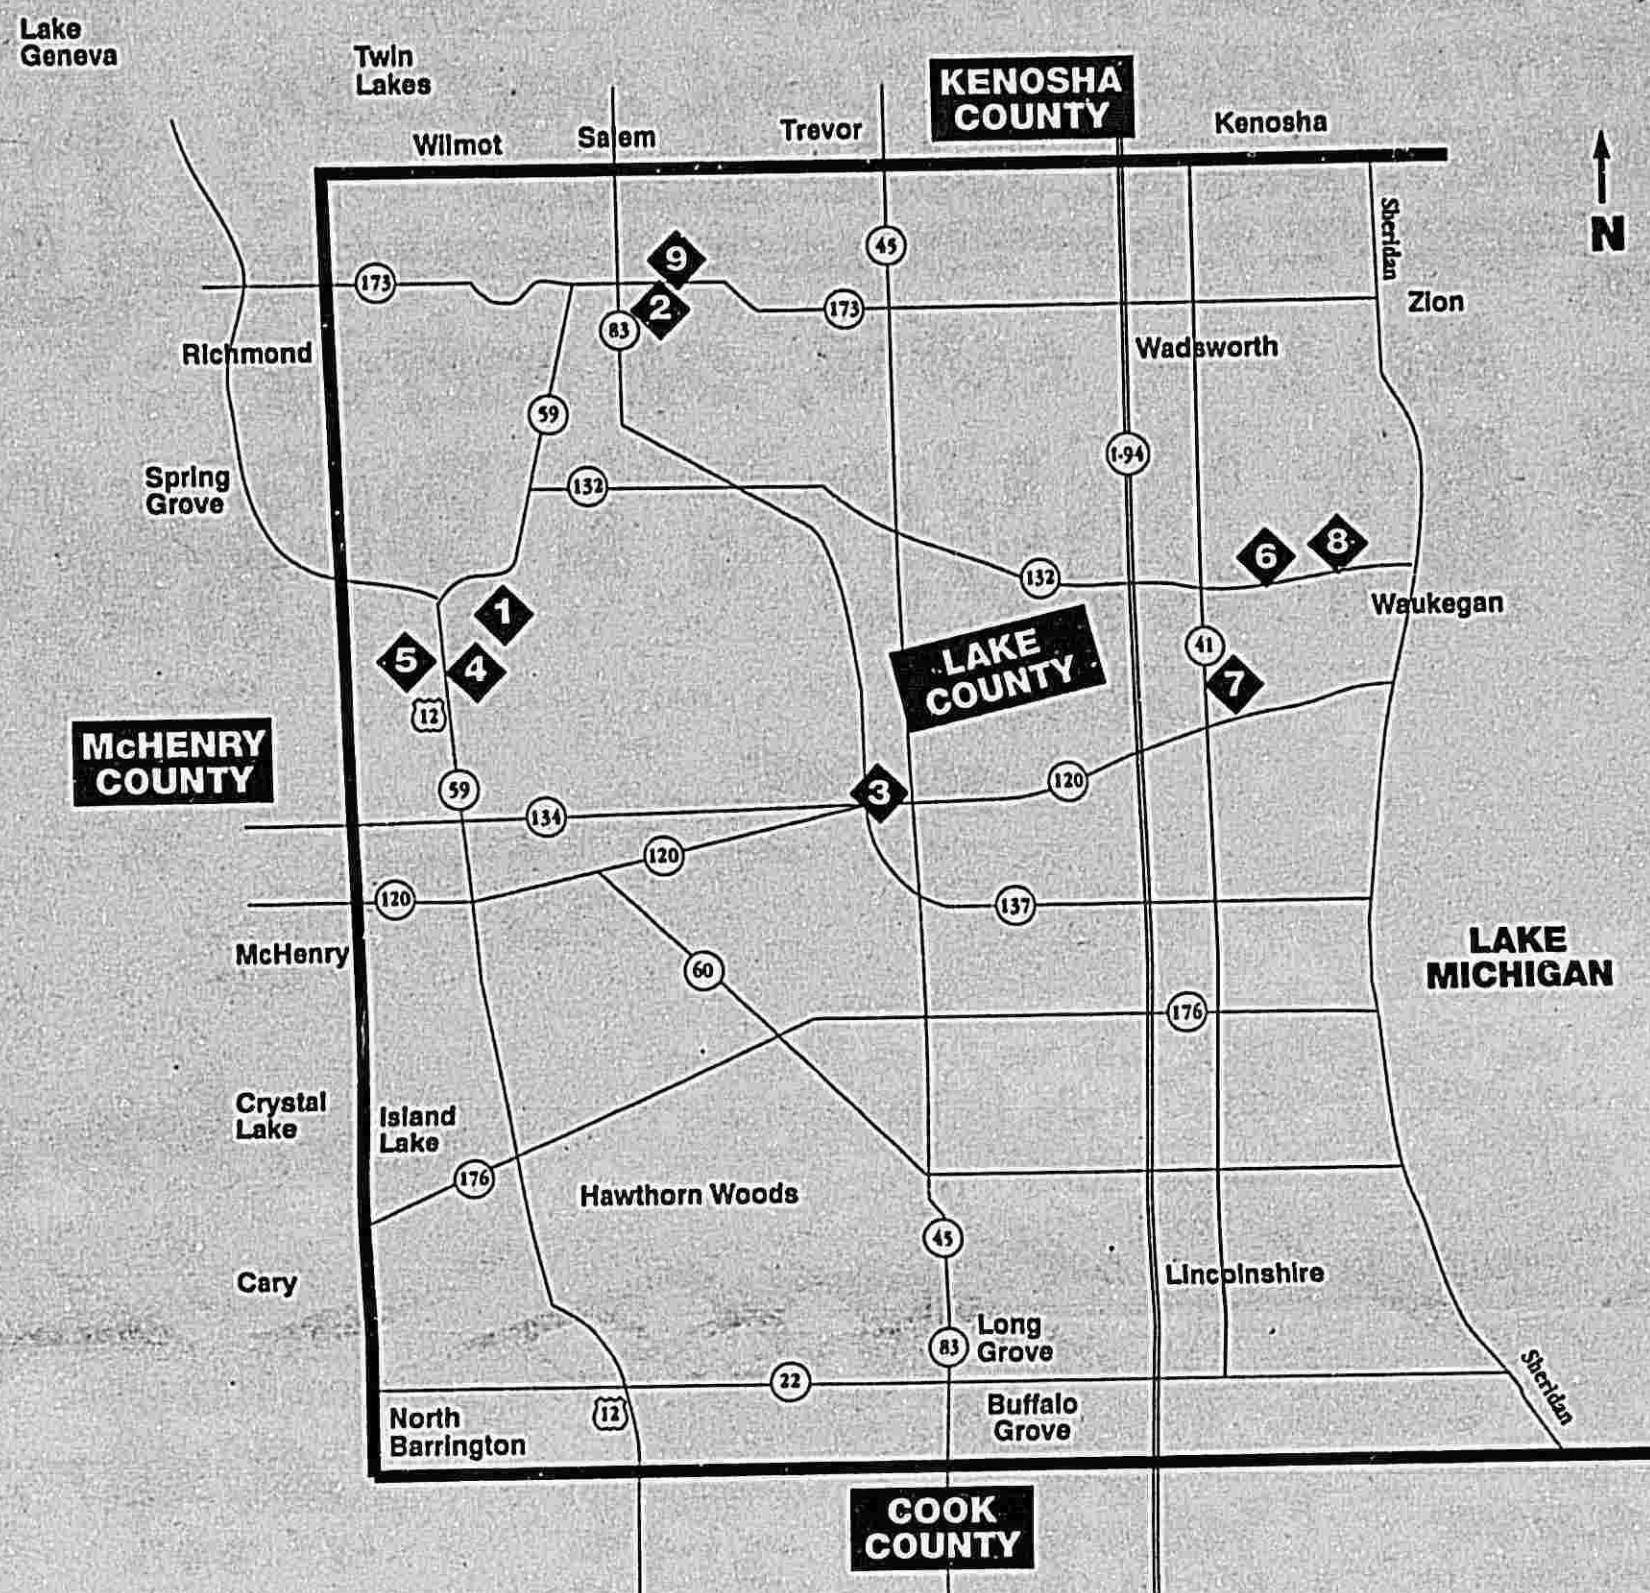 Lake
Geneva
Twin
Lakes
KENOSHA
COUNTY
Wilmot
Salem
Trevor
Kenosha
N
Sheridan
45
9
173
2
173
83
Zion
Richmond
Wadsworth
59
I-94
Spring
Grove
132
6
8
132
Waukegan
1
41
5
4
LAKE
COUNTY
7
12
McHENRY
COUNTY
59
3
120
134
120
120
137
McHenry
LAKE
MICHIGAN
60
176
Crystal
Lake
Island
Lake
176
Hawthorn Woods
45
Cary
Lincolnshire
Long
Grove
83
22
Sheridan
12
North
Barrington
Buffalo
Grove
COOK
COUNTY